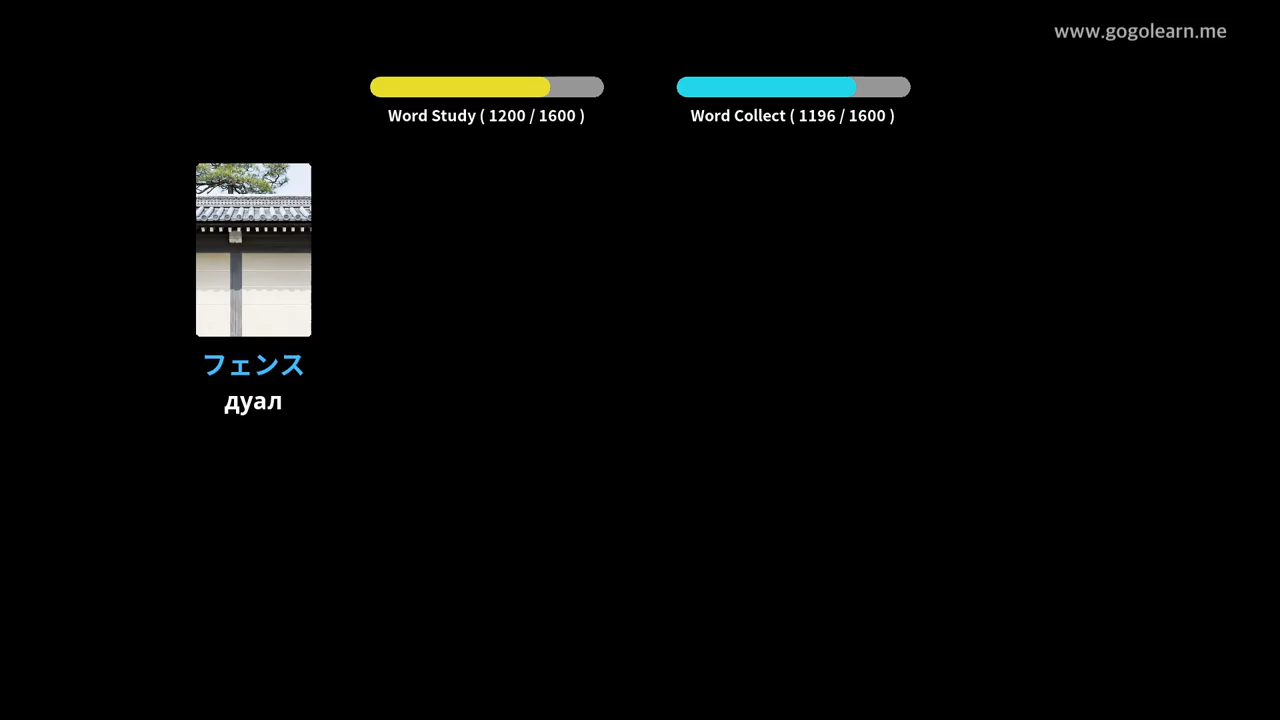 www.gogolearn.me
Word Study ( 1200 / 1600 )
Word Collect ( 1196 / 1600 )
フェンス
дуал